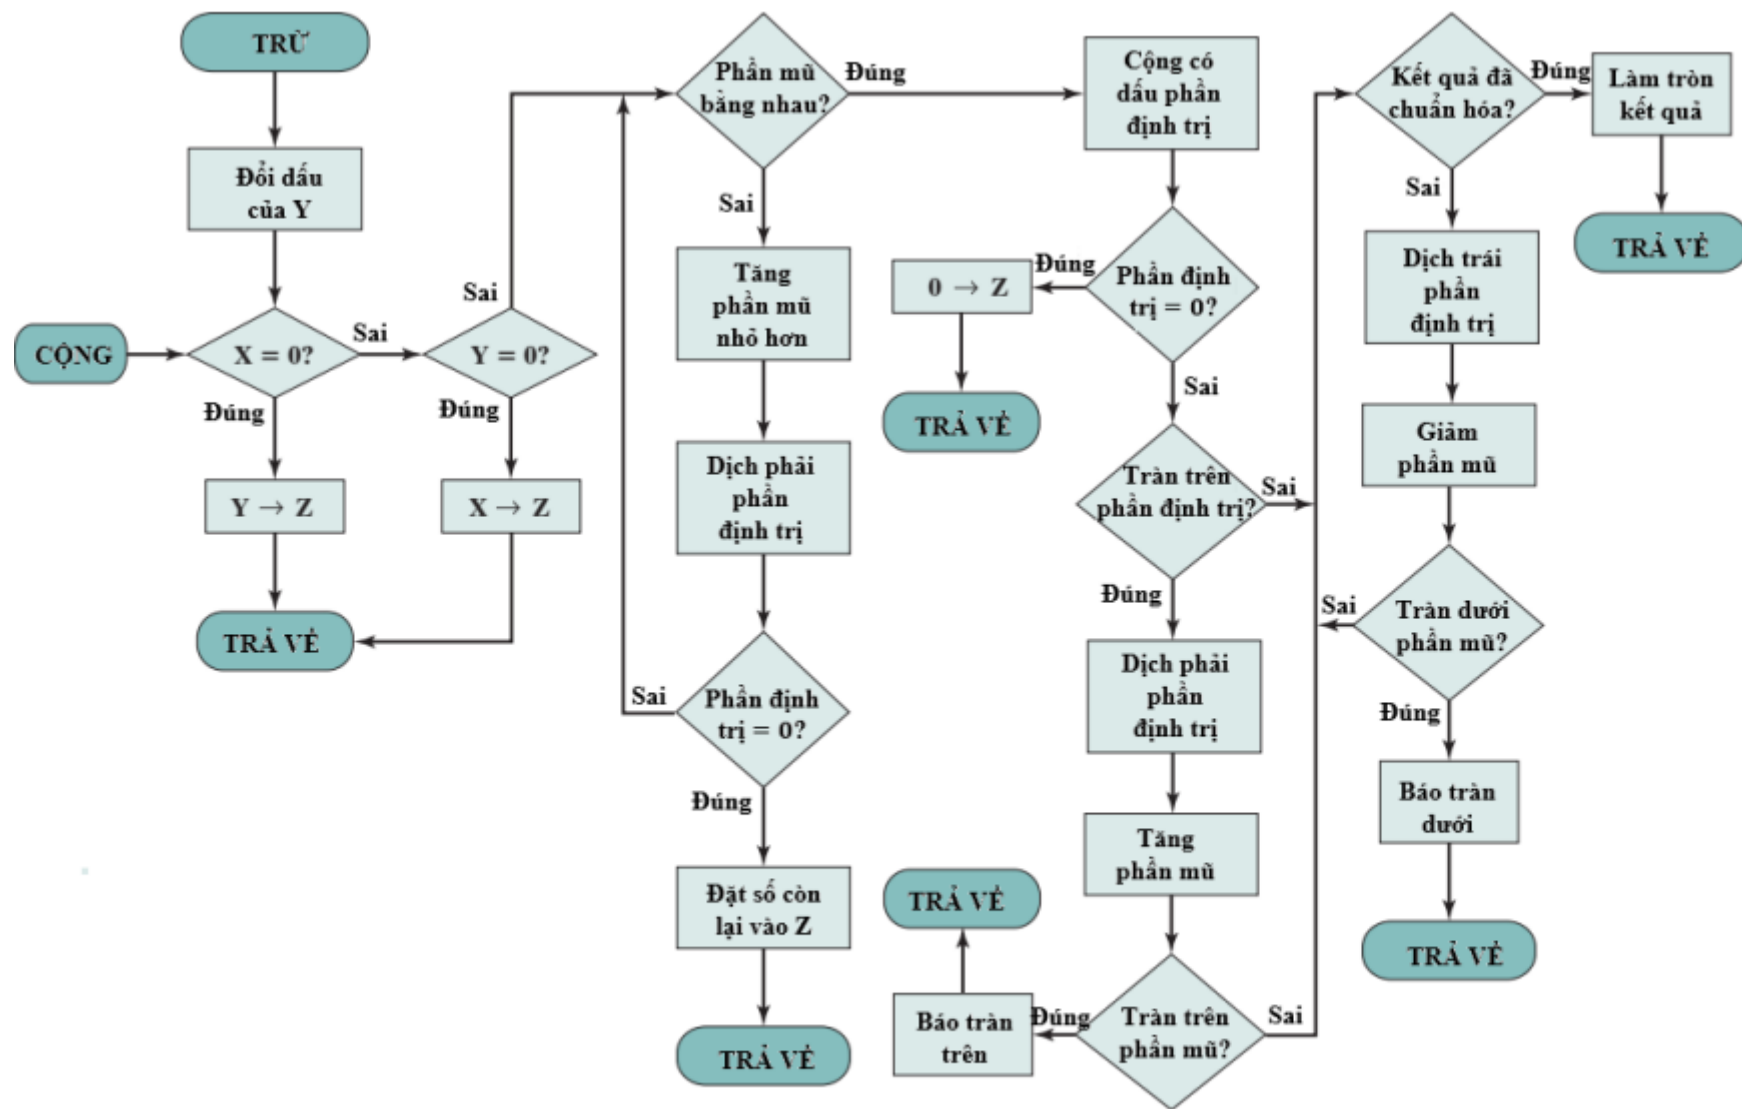 TRỪ
Đổi dấu
của Y
CỘNG
X = 0?
Sai
Y = 0?
Sai
Đúng
Đúng
Y → Z
X → Z
TRẢ VỀ
Phần mũ
bằng nhau?
Đúng
Sai
Tăng
phần mũ
nhỏ hơn
Dịch phải
phần
định trị
Phần định
trị = 0?
Sai
Đúng
Đặt số còn
lại vào Z
TRẢ VỀ
Cộng có
dấu phần
định trị
Phần định
trị = 0?
Đúng
0 → Z
TRẢ VỀ
Sai
Tràn trên
phần định trị?
Sai
Đúng
Dịch phải
phần
định trị
Tăng
phần mũ
Tràn trên
phần mũ?
Đúng
Báo tràn
trên
TRẢ VỀ
Sai
Kết quả đã
chuẩn hóa?
Đúng
Làm tròn
kết quả
TRẢ VỀ
Sai
Dịch trái
phần
định trị
Giảm
phần mũ
Tràn dưới
phần mũ?
Sai
Đúng
Báo tràn
dưới
TRẢ VỀ